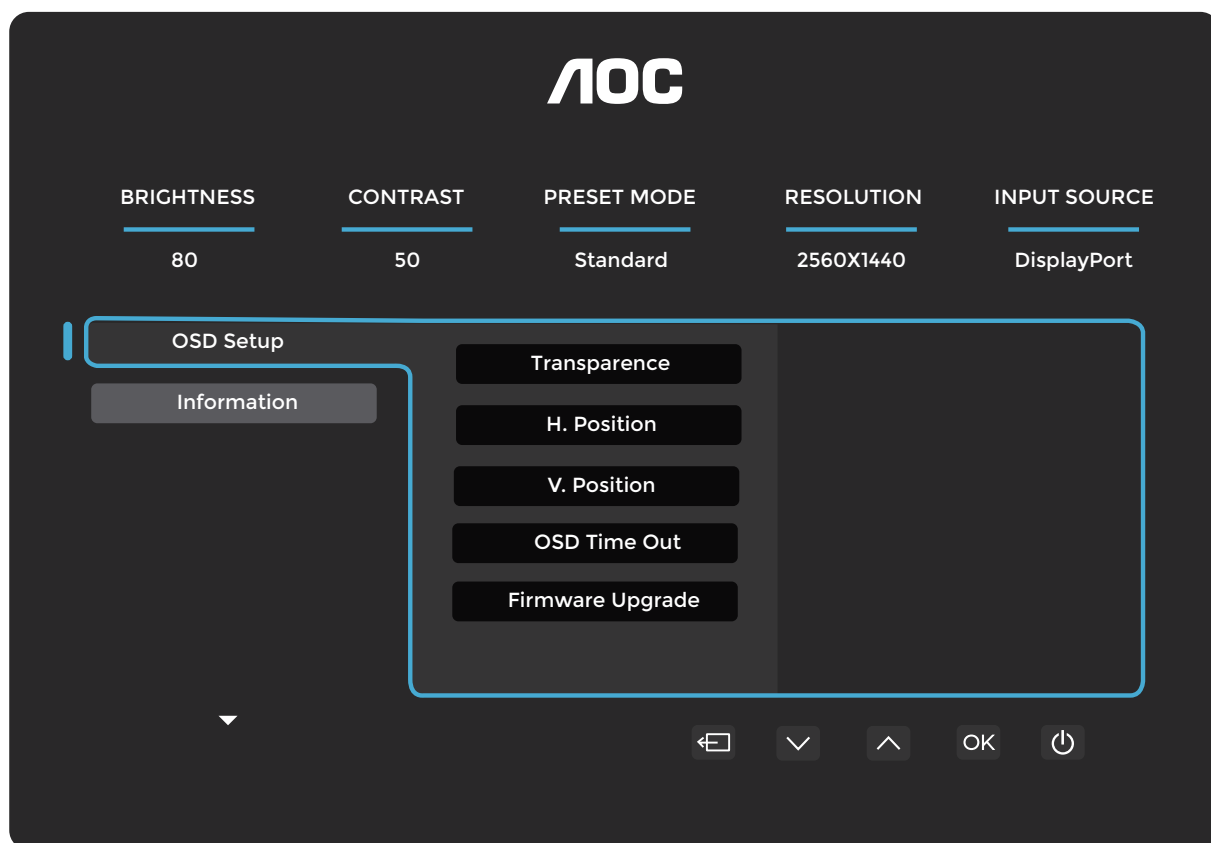 AOC
BRIGHTNESS CONTRAST PRESET MODE RESOLUTION INPUT SOURCE
80 50 Standard 2560X1440 DisplayPort
OSD Setup
Transparence
Information
H. Position
V. Position
OSD Time Out
Firmware Upgrade
OK